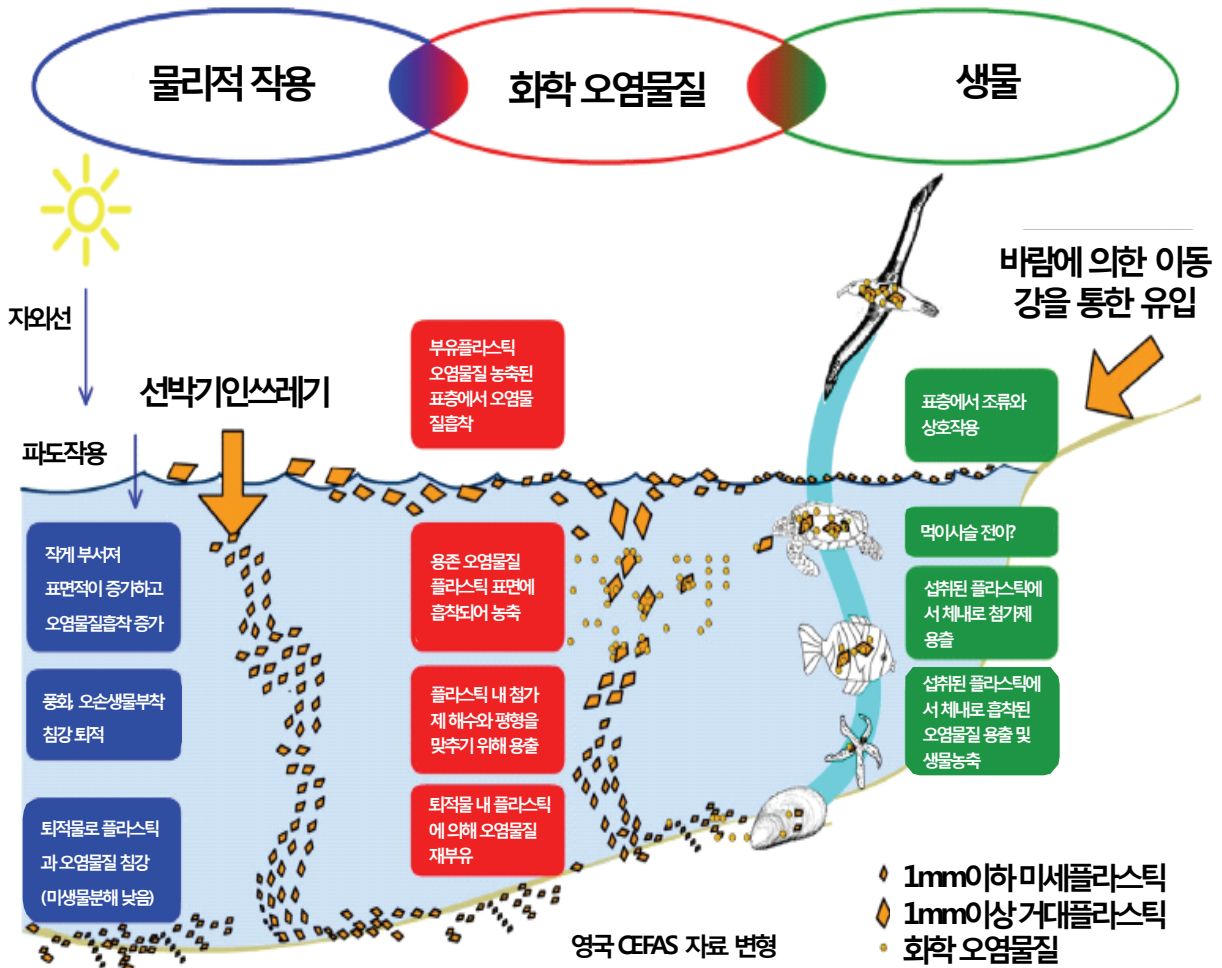 물리적 작용
화학 오염물질
생물
자외선
파도작용
선박기인쓰레기
바람에 의한 이동
강을 통한 유입
작게 부서져
표면적이 증가하고
오염물질흡착 증가
풍화, 오손생물부착
침강 퇴적
퇴적물로 플라스틱
과 오염물질 침강
(미생물분해 낮음)
부유플라스틱
오염물질 농축된
표층에서 오염물
질흡착
용존 오염물질
플라스틱 표면에
흡착되어 농축
플라스틱 내 첨가
제 해수와 평형을
맞추기 위해 용출
퇴적물 내 플라스틱
에 의해 오염물질
재부유
표층에서 조류와
상호작용
먹이사슬 전이?
섭취된 플라스틱에
서 체내로 첨가제
용출
섭취된 플라스틱에
서 체내로 흡착된
오염물질 용출 및
생물농축
1mm이하 미세플라스틱
1mm이상 거대플라스틱
화학 오염물질
영국 CEFAS 자료 변형